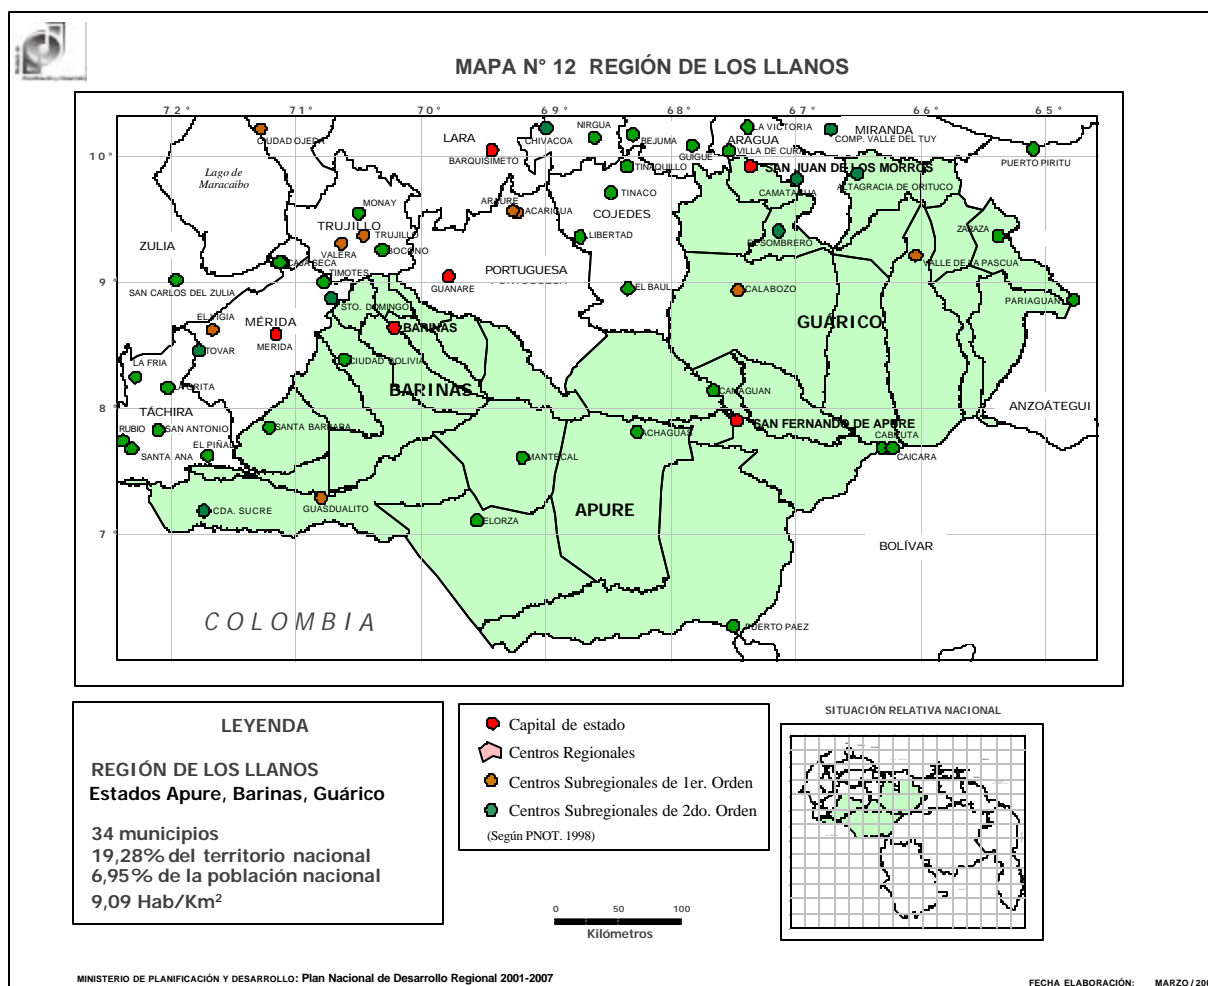 MAPA N° 12 REGIÓN DE LOS LLANOS
72°
71°
70°
69°
68°
67°
66°
65°
10°
9°
8°
7°
CIUDAD OJEDA
LARA
BARQUISIMETO
CHIVACOA
NIRGUA
BEJUMA
GUIGUE
ARAGUA
LA VICTORIA
VILLA DE CURA
MIRANDA
COMP. VALLE DEL TUY
PUERTO PIRITU
Lago de
Maracaibo
TINAQUILLO
SAN JUAN DE LOS MORROS
CAMATAGUA
ALTAGRACIA DE ORITUCO
MONAY
ARAURE
ACARIGUA
TINACO
COJEDES
TRUJILLO
TRUJILLO
VALERA
BOCONO
LIBERTAD
EL SOMBRERO
ZARAZA
ZULIA
CAJA SECA
TIMOTES
PORTUGUESA
GUANARE
VALLE DE LA PASCUA
SAN CARLOS DEL ZULIA
EL BAUL
CALABOZO
PARIAGUAN
STO. DOMINGO
EL VIGIA
MÉRIDA
MERIDA
BARINAS
GUÁRICO
TOVAR
LA FRIA
CIUDAD BOLIVIA
LA GRITA
BARINAS
CAMAGUAN
ANZOÁTEGUI
TÁCHIRA
RUBIO
SAN ANTONIO
SANTA BARBARA
SAN FERNANDO DE APURE
ACHAGUAS
CABRUTA
CAICARA
EL PIÑAL
SANTA ANA
MANTECAL
CDA. SUCRE
GUASDUALITO
ELORZA
APURE
BOLÍVAR
COLOMBIA
PUERTO PAEZ
LEYENDA
REGIÓN DE LOS LLANOS
Estados Apure, Barinas, Guárico
34 municipios
19,28% del territorio nacional
6,95% de la población nacional
9,09 Hab/Km²
Capital de estado
Centros Regionales
Centros Subregionales de 1er. Orden
Centros Subregionales de 2do. Orden
(Según PNOT. 1998)
0 50 100
Kilómetros
SITUACIÓN RELATIVA NACIONAL
MINISTERIO DE PLANIFICACIÓN Y DESARROLLO: Plan Nacional de Desarrollo Regional 2001-2007
FECHA ELABORACIÓN: MARZO / 200